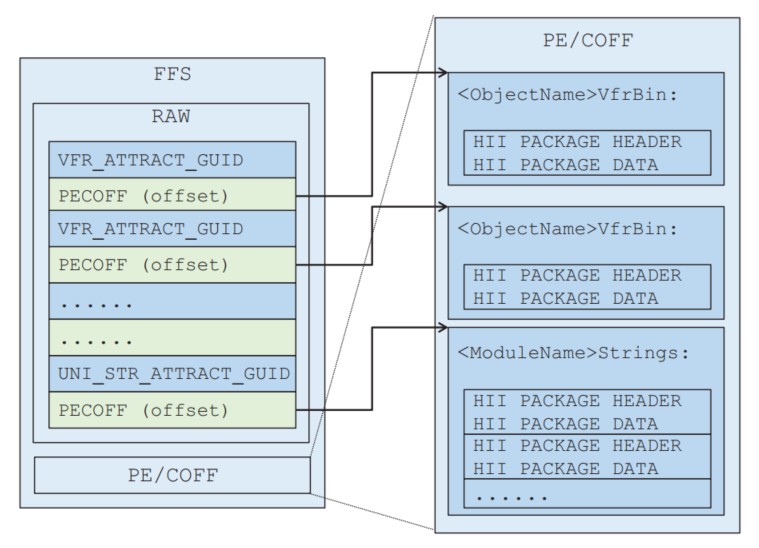 FFS
RAW
VFR_ATTRACT_GUID
PECOFF (offset)
VFR_ATTRACT_GUID
PECOFF (offset)
......
......
UNI_STR_ATTRACT_GUID
PECOFF (offset)
PE/COFF
PE/COFF
<ObjectName>VfrBin:
HII PACKAGE HEADER
HII PACKAGE DATA
<ObjectName>VfrBin:
HII PACKAGE HEADER
HII PACKAGE DATA
<ModuleName>Strings:
HII PACKAGE HEADER
HII PACKAGE DATA
HII PACKAGE HEADER
HII PACKAGE DATA
......